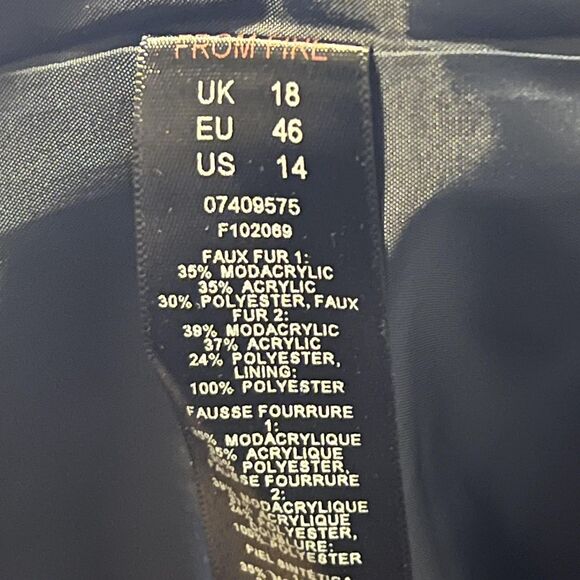 FROM FIRE
UK 18
EU 46
US 14
07409575
F102069
FAUX FUR 1:
35% MODACRYLIC
35% ACRYLIC
30% POLYESTER, FAUX
FUR 2:
39% MODACRYLIC
37% ACRYLIC
24% POLYESTER,
LINING:
100% POLYESTER
FAUSSE FOURRURE
1:
MODACRYLIQUE
ACRYLIQUE
POLYESTER,
FOURRURE
2:
MODACRYLIQUE
ACRYLIQUE
POLYESTER,
POLYESTER
PIEL SINTÉTICA